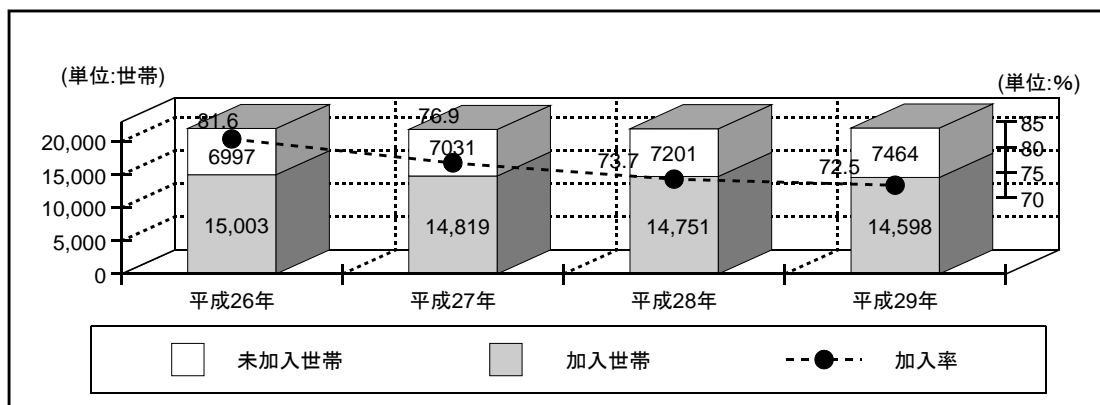 (単位:世帯) (単位:%)
81.6 76.9 73.7 72.5
20,000 6997 7031 7201 7464 85
80
15,000 75
10,000 15,003 14,819 14,751 14,598 70
5,000
0
平成26年 平成27年 平成28年 平成29年
未加入世帯 加入世帯 加入率